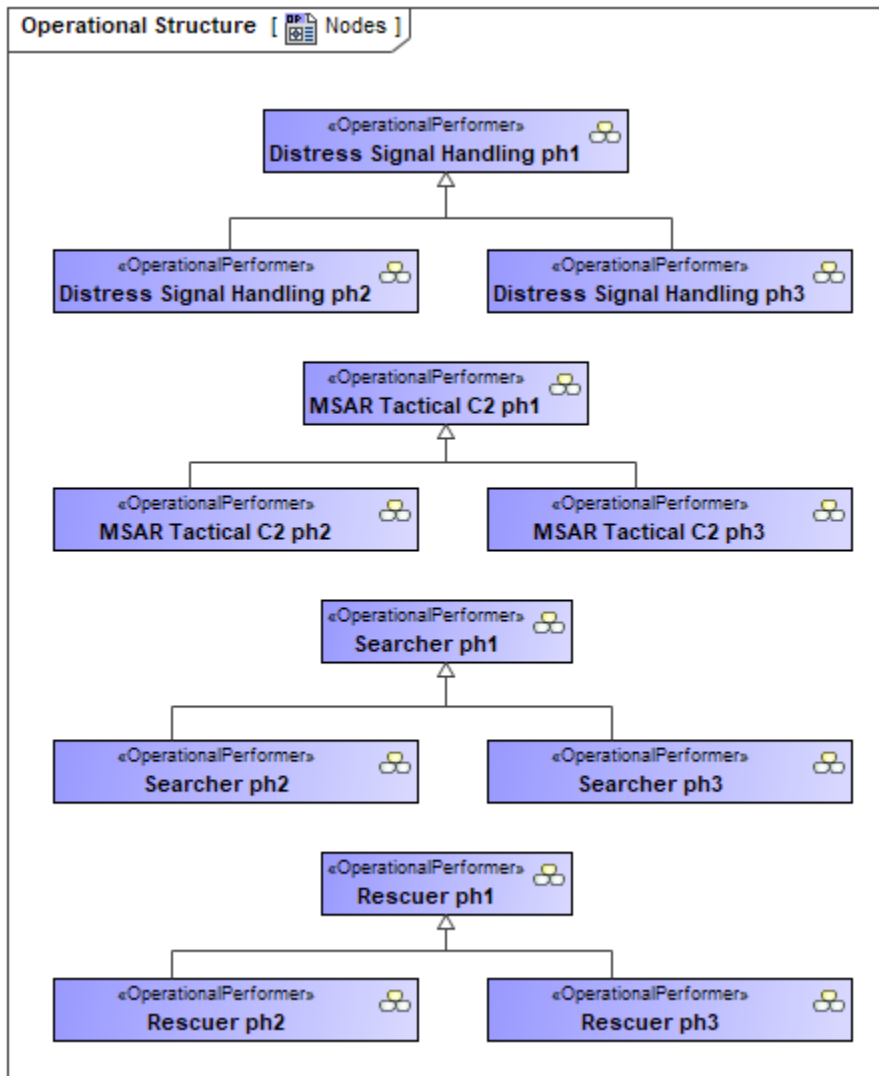 Operational Structure [ Nodes ]
«OperationalPerformer»
Distress Signal Handling ph1
«OperationalPerformer»
Distress Signal Handling ph2
«OperationalPerformer»
Distress Signal Handling ph3
«OperationalPerformer»
MSAR Tactical C2 ph1
«OperationalPerformer»
MSAR Tactical C2 ph2
«OperationalPerformer»
MSAR Tactical C2 ph3
«OperationalPerformer»
Searcher ph1
«OperationalPerformer»
Searcher ph2
«OperationalPerformer»
Searcher ph3
«OperationalPerformer»
Rescuer ph1
«OperationalPerformer»
Rescuer ph2
«OperationalPerformer»
Rescuer ph3